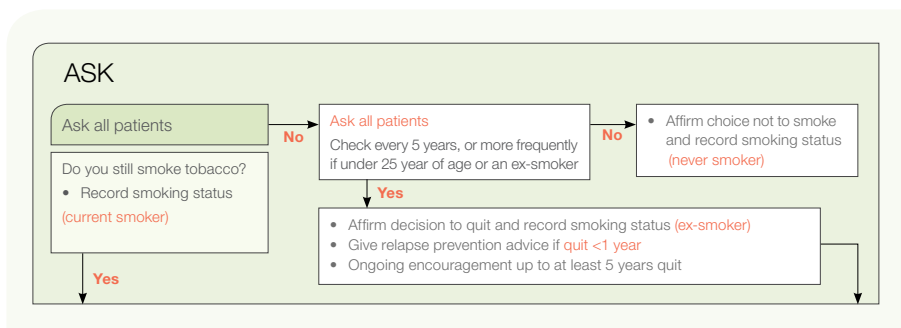 ASK
Ask all patients
Do you still smoke tobacco?
• Record smoking status
(current smoker)
Yes
No
Ask all patients
Check every 5 years, or more frequently
if under 25 year of age or an ex-smoker
No
• Affirm choice not to smoke
and record smoking status
(never smoker)
Yes
• Affirm decision to quit and record smoking status (ex-smoker)
• Give relapse prevention advice if quit <1 year
• Ongoing encouragement up to at least 5 years quit